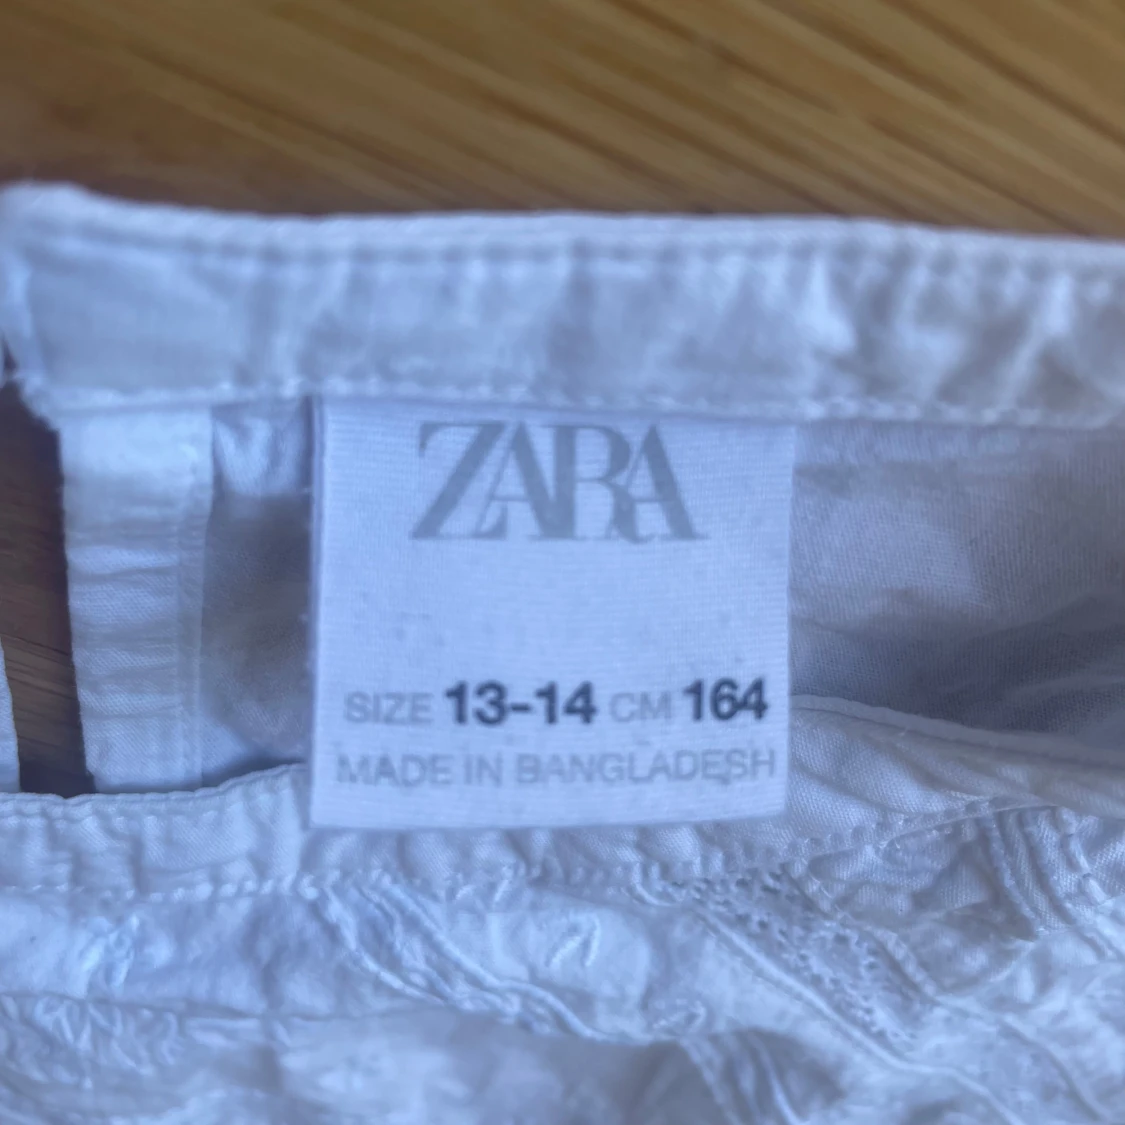 ZARA
SIZE 13-14 CM 164
MADE IN BANGLADESH